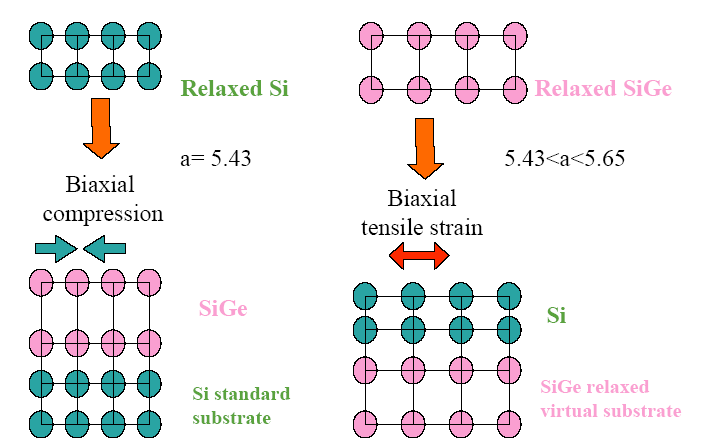 Relaxed Si
Relaxed SiGe
a= 5.43
5.43<a<5.65
Biaxial
compression
Biaxial
tensile strain
SiGe
Si
Si standard
substrate
SiGe relaxed
virtual substrate